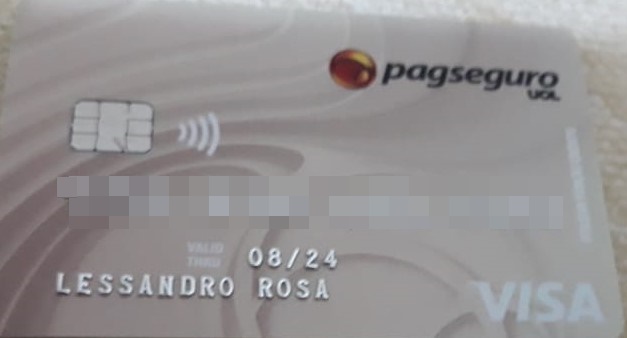 pagseguro
UOL
VALID
THRU 08/24
LESSANDRO ROSA
VISA